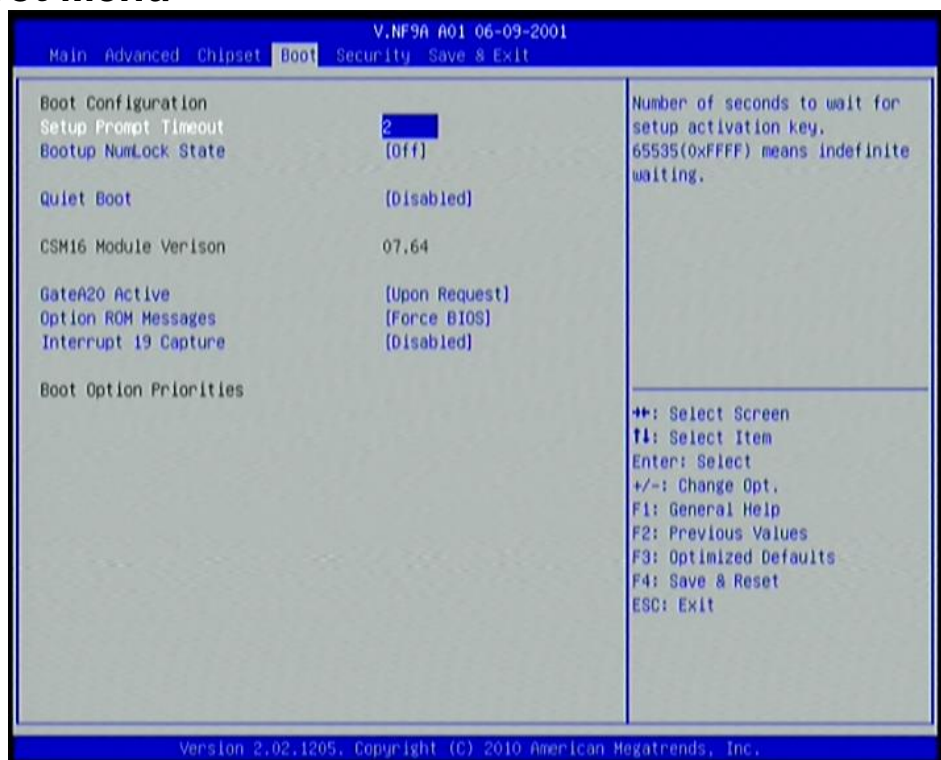 V.NF9A A01 06-09-2001
Main Advanced Chipset Boot Security Save & Exit
Boot Configuration
Setup Prompt Timeout 2
Bootup NumLock State [Off]
Quiet Boot [Disabled]
CSM16 Module Verison 07.64
GateA20 Active [Upon Request]
Option ROM Messages [Force BIOS]
Interrupt 19 Capture [Disabled]
Boot Option Priorities
Number of seconds to wait for
setup activation key.
65535(0xFFFF) means indefinite
waiting.
→←: Select Screen
↑↓: Select Item
Enter: Select
+/-: Change Opt.
F1: General Help
F2: Previous Values
F3: Optimized Defaults
F4: Save & Reset
ESC: Exit
Version 2.02.1205. Copyright (C) 2010 American Megatrends, Inc.